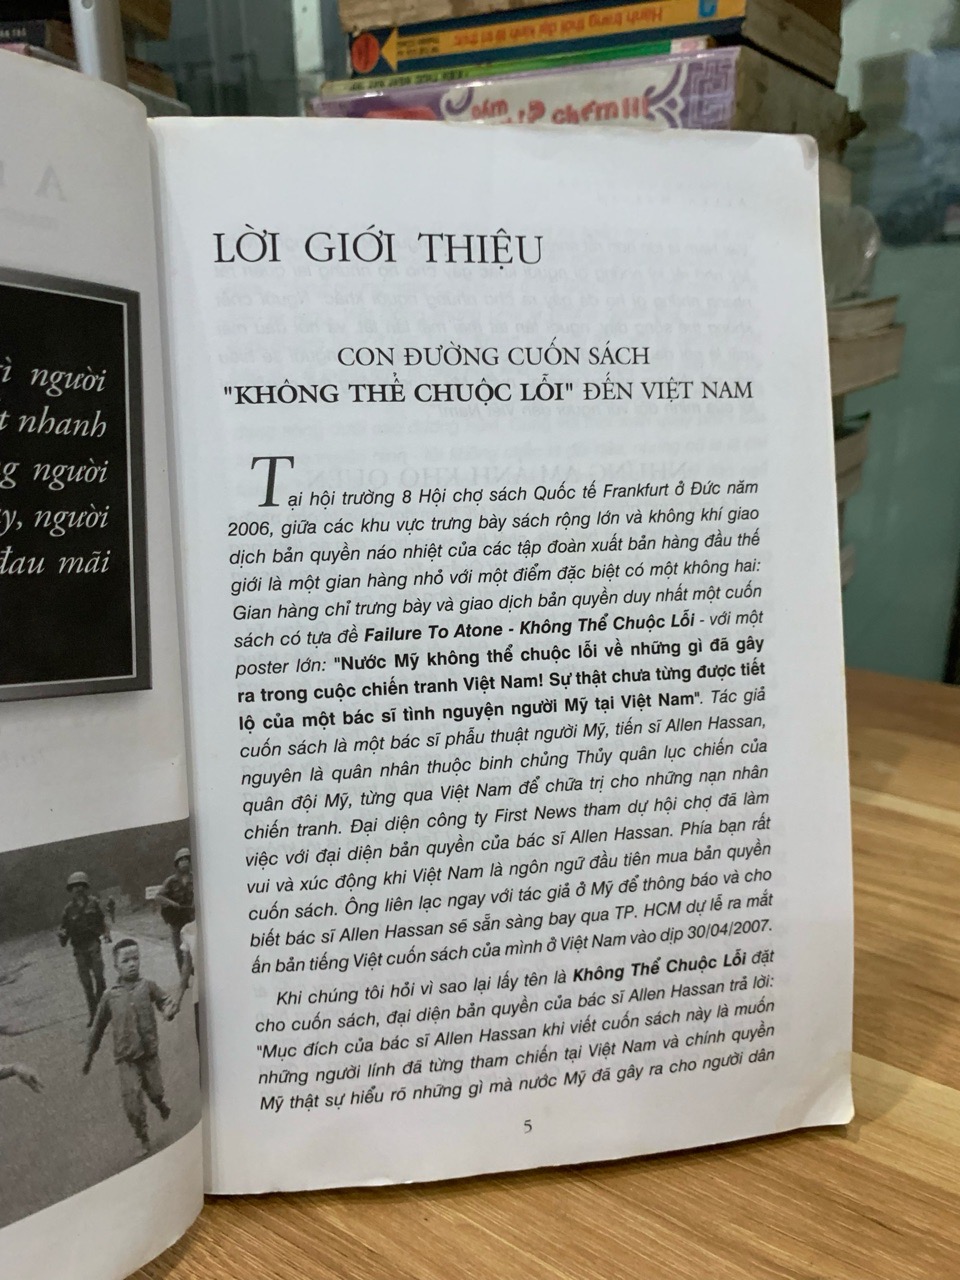 Hành trang thời đại kinh tế tri thức
chém!!!
ì người
nhanh
g người
y, người
đau mãi
LỜI GIỚI THIỆU
CON ĐƯỜNG CUỐN SÁCH
"KHÔNG THỂ CHUỘC LỖI" ĐẾN VIỆT NAM
Tại hội trường 8 Hội chợ sách Quốc tế Frankfurt ở Đức năm
2006, giữa các khu vực trưng bày sách rộng lớn và không khí giao
dịch bản quyền náo nhiệt của các tập đoàn xuất bản hàng đầu thế
giới là một gian hàng nhỏ với một điểm đặc biệt có một không hai:
Gian hàng chỉ trưng bày và giao dịch bản quyền duy nhất một cuốn
sách có tựa đề Failure To Atone - Không Thể Chuộc Lỗi - với một
poster lớn: "Nước Mỹ không thể chuộc lỗi về những gì đã gây
ra trong cuộc chiến tranh Việt Nam! Sự thật chưa từng được tiết
lộ của một bác sĩ tình nguyện người Mỹ tại Việt Nam". Tác giả
cuốn sách là một bác sĩ phẫu thuật người Mỹ, tiến sĩ Allen Hassan,
nguyên là quân nhân thuộc binh chủng Thủy quân lục chiến của
quân đội Mỹ, từng qua Việt Nam để chữa trị cho những nạn nhân
chiến tranh. Đại diện công ty First News tham dự hội chợ đã làm
việc với đại diện bản quyền của bác sĩ Allen Hassan. Phía bạn rất
vui và xúc động khi Việt Nam là ngôn ngữ đầu tiên mua bản quyền
cuốn sách. Ông liên lạc ngay với tác giả ở Mỹ để thông báo và cho
biết bác sĩ Allen Hassan sẽ sẵn sàng bay qua TP. HCM dự lễ ra mắt
ấn bản tiếng Việt cuốn sách của mình ở Việt Nam vào dịp 30/04/2007.
Khi chúng tôi hỏi vì sao lại lấy tên là Không Thể Chuộc Lỗi đặt
cho cuốn sách, đại diện bản quyền của bác sĩ Allen Hassan trả lời:
"Mục đích của bác sĩ Allen Hassan khi viết cuốn sách này là muốn
những người lính đã từng tham chiến tại Việt Nam và chính quyền
Mỹ thật sự hiểu rõ những gì mà nước Mỹ đã gây ra cho người dân
5